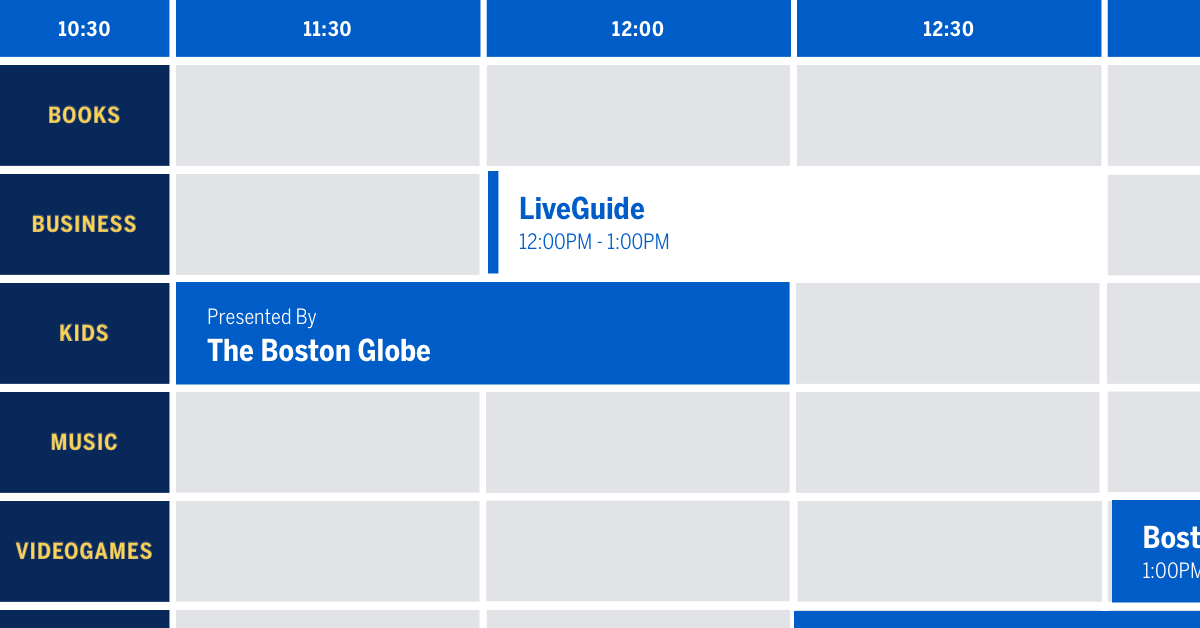 10:30 11:30 12:00 12:30
BOOKS
BUSINESS
LiveGuide
12:00PM - 1:00PM
KIDS
Presented By
The Boston Globe
MUSIC
VIDEOGAMES
Bost
1:00PM